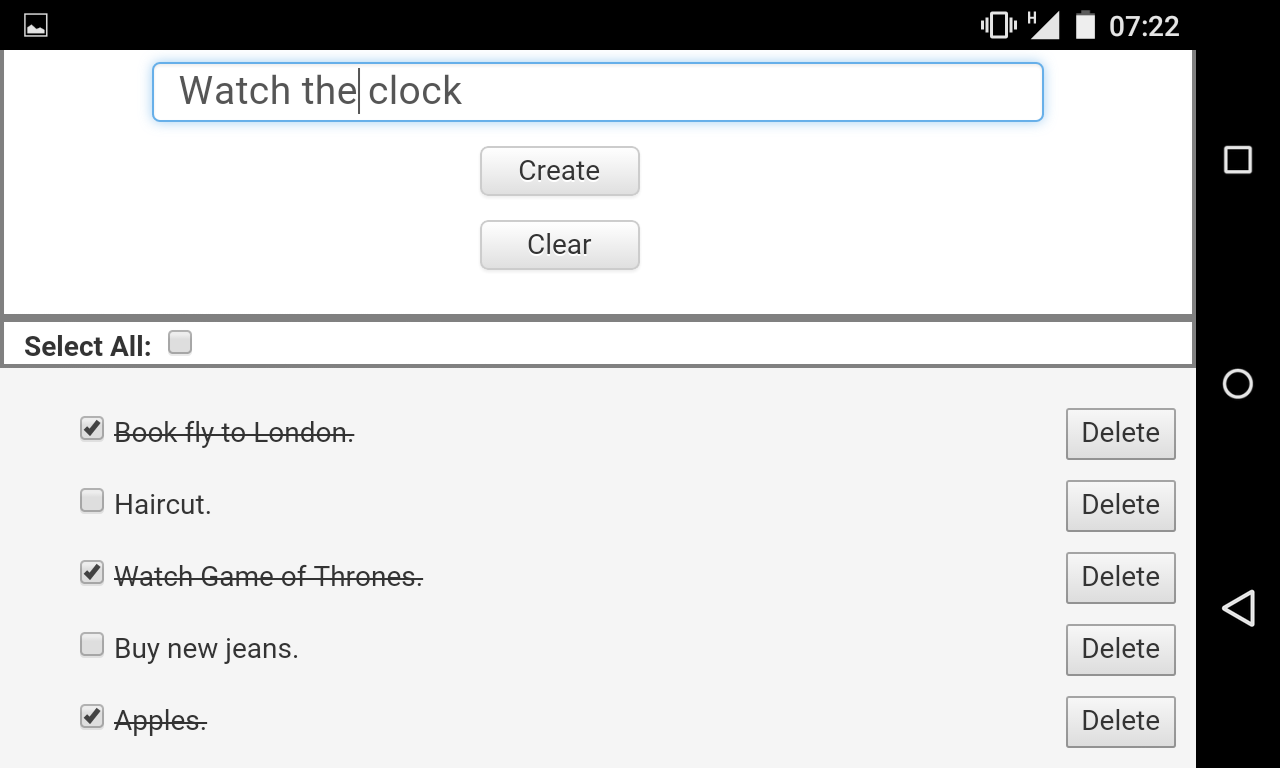 H 07:22
Watch the clock
Create
Clear
Select All:
Book fly to London. Delete
Haircut. Delete
Watch Game of Thrones. Delete
Buy new jeans. Delete
Apples. Delete